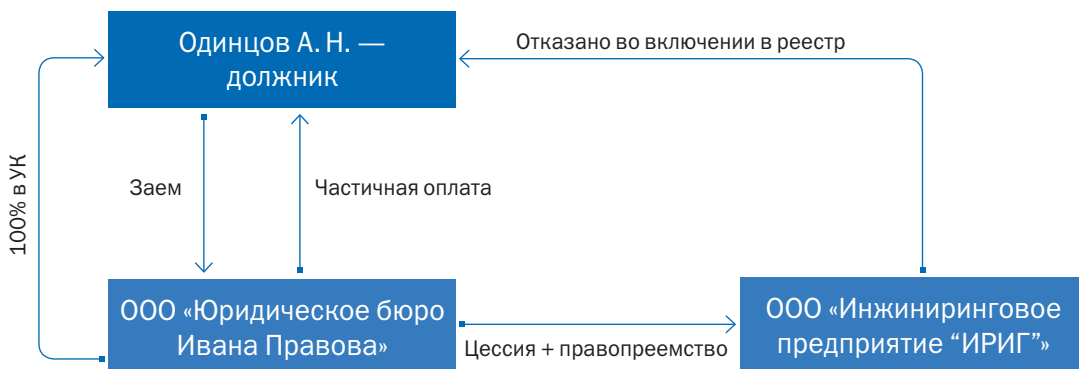 Одинцов А. Н. —
должник
Отказано во включении в реестр
100% в УК
Заем
Частичная оплата
ООО «Юридическое бюро
Ивана Правова»
Цессия + правопреемство
ООО «Инжиниринговое
предприятие “ИРИГ”»